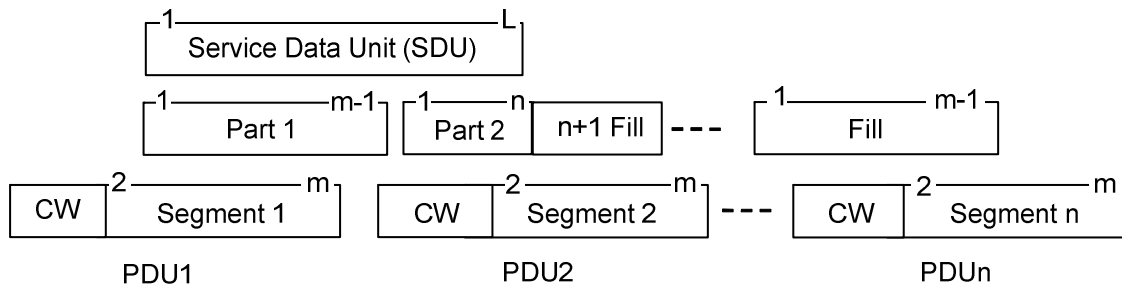 1 L
Service Data Unit (SDU)
1 m-1 1 n 1 m-1
Part 1 Part 2 n+1 Fill Fill
2 m 2 m 2 m
CW Segment 1 CW Segment 2 CW Segment n
PDU1 PDU2 PDUn